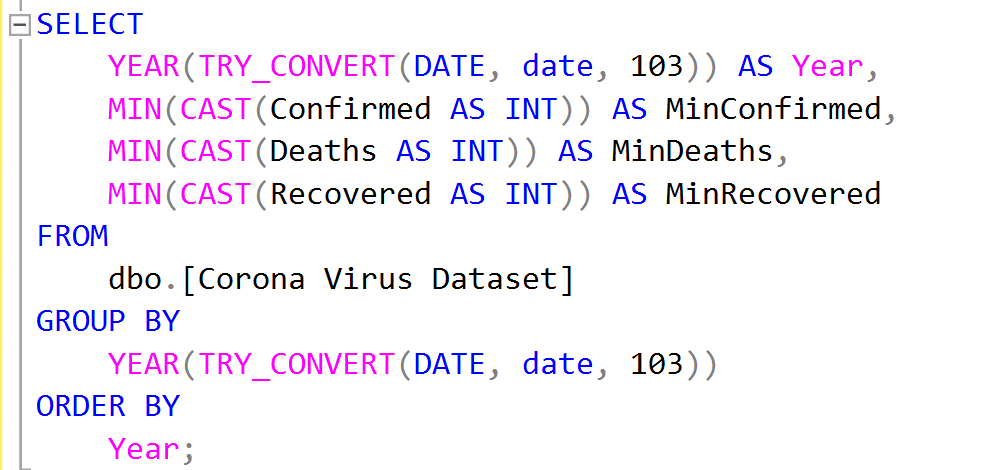 SELECT
YEAR(TRY_CONVERT(DATE, date, 103)) AS Year,
MIN(CAST(Confirmed AS INT)) AS MinConfirmed,
MIN(CAST(Deaths AS INT)) AS MinDeaths,
MIN(CAST(Recovered AS INT)) AS MinRecovered
FROM
dbo.[Corona Virus Dataset]
GROUP BY
YEAR(TRY_CONVERT(DATE, date, 103))
ORDER BY
Year;